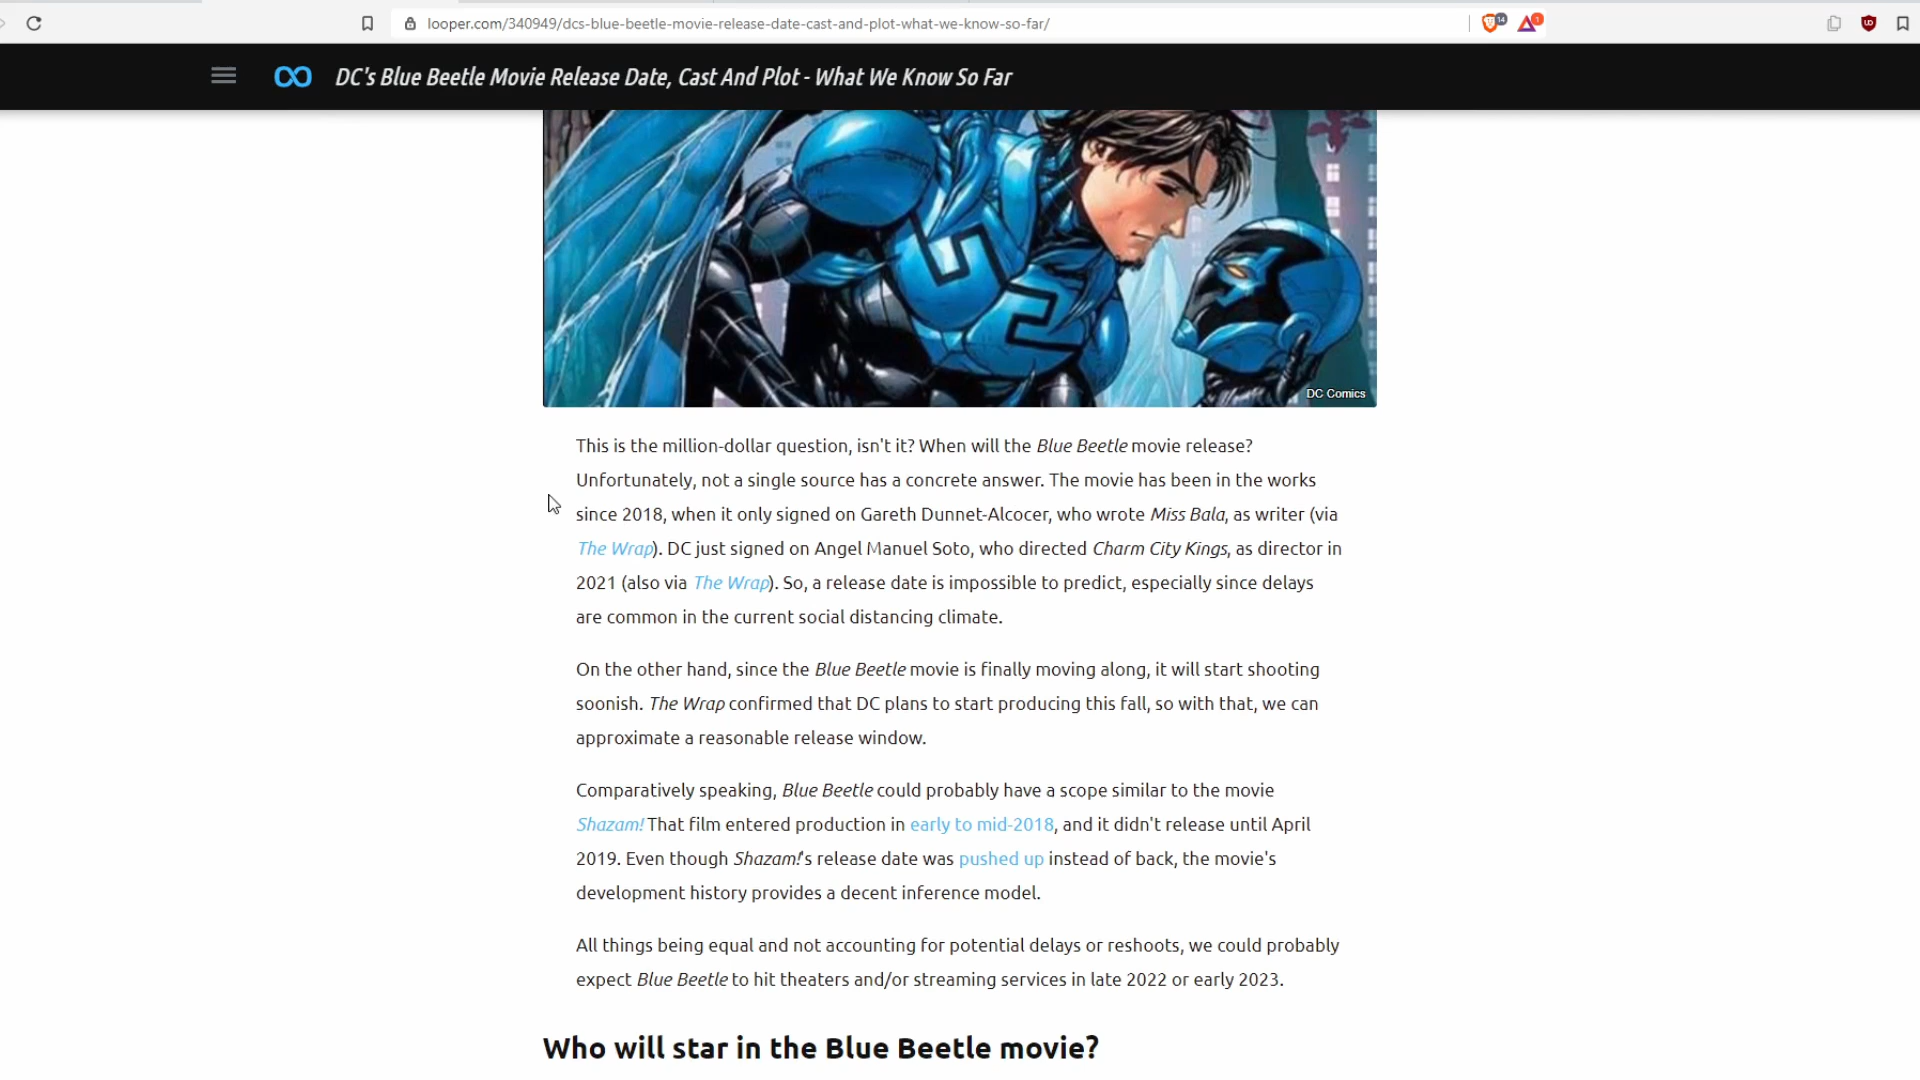 looper.com/340949/dcs-blue-beetle-movie-release-date-cast-and-plot-what-we-know-so-far/
14
1
DC's Blue Beetle Movie Release Date, Cast And Plot - What We Know So Far
DC Comics
This is the million-dollar question, isn't it? When will the Blue Beetle movie release?
Unfortunately, not a single source has a concrete answer. The movie has been in the works
since 2018, when it only signed on Gareth Dunnet-Alcocer, who wrote Miss Bala, as writer (via
The Wrap). DC just signed on Angel Manuel Soto, who directed Charm City Kings, as director in
2021 (also via The Wrap). So, a release date is impossible to predict, especially since delays
are common in the current social distancing climate.
On the other hand, since the Blue Beetle movie is finally moving along, it will start shooting
soonish. The Wrap confirmed that DC plans to start producing this fall, so with that, we can
approximate a reasonable release window.
Comparatively speaking, Blue Beetle could probably have a scope similar to the movie
Shazam! That film entered production in early to mid-2018, and it didn't release until April
2019. Even though Shazam!'s release date was pushed up instead of back, the movie's
development history provides a decent inference model.
All things being equal and not accounting for potential delays or reshoots, we could probably
expect Blue Beetle to hit theaters and/or streaming services in late 2022 or early 2023.
Who will star in the Blue Beetle movie?